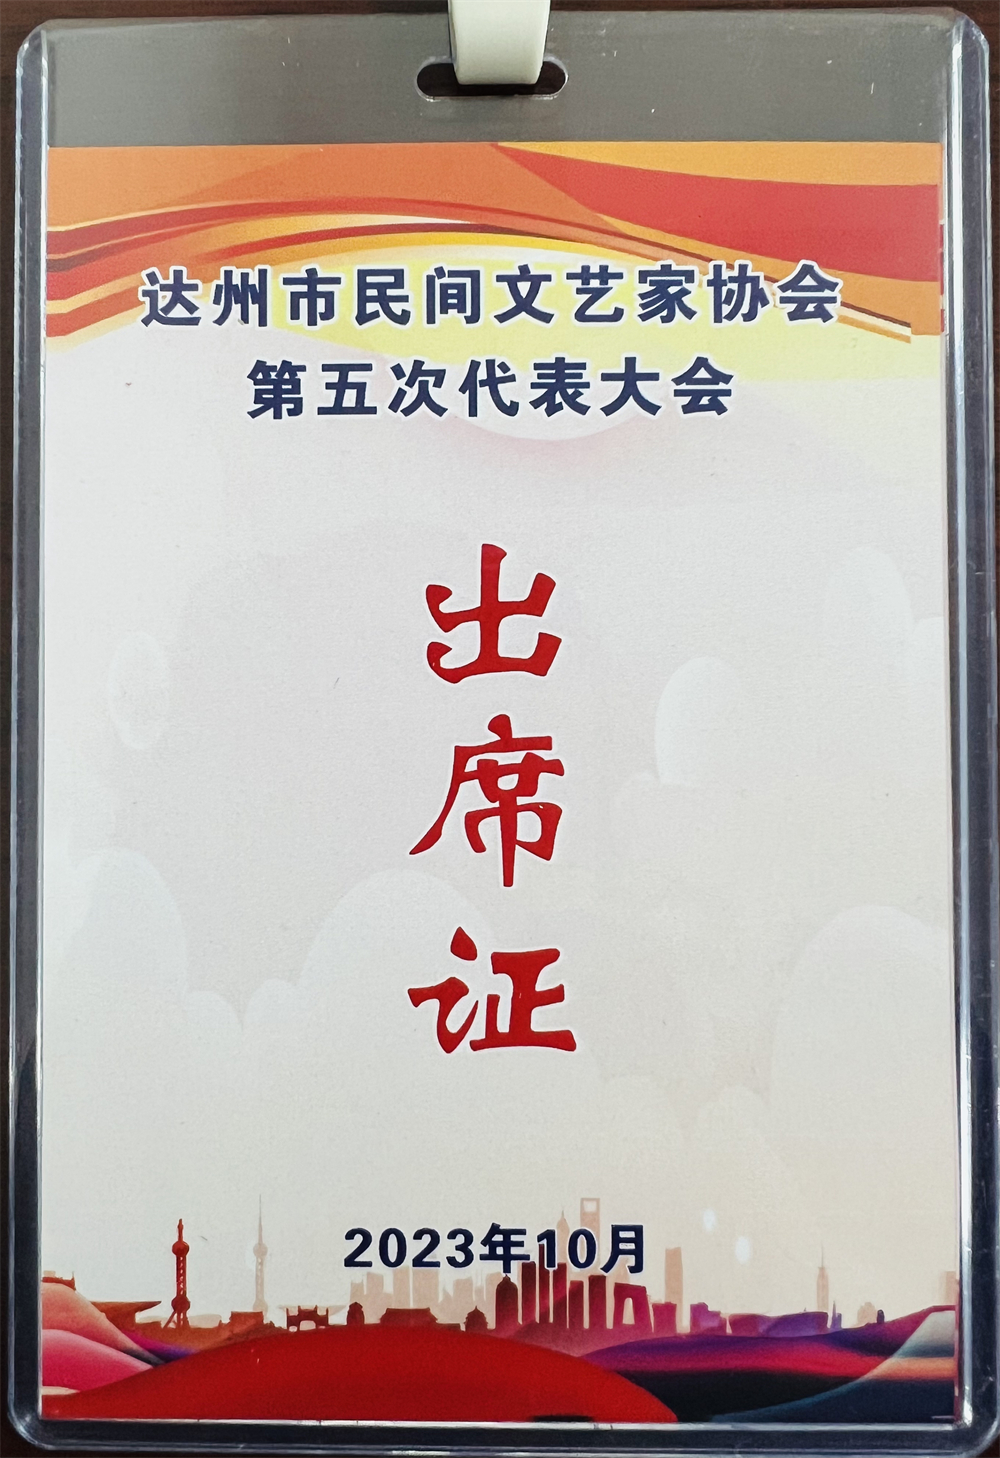 达州市民间文艺家协会
第五次代表大会
出席证
2023年10月